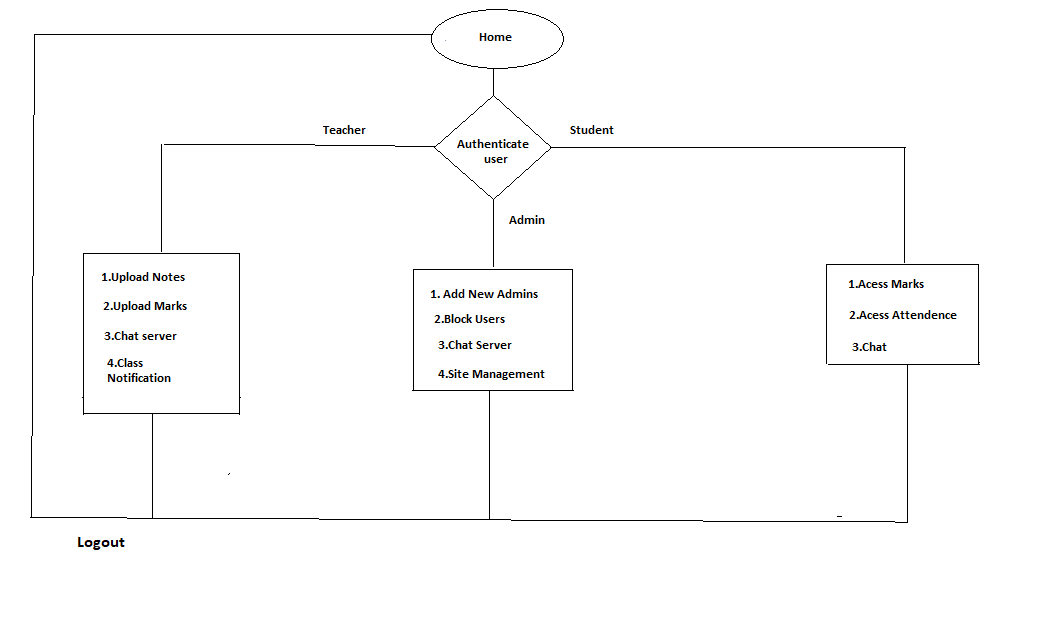 Home
Teacher
Student
Authenticate
user
Admin
1.Upload Notes
2.Upload Marks
3.Chat server
4.Class
Notification
1. Add New Admins
2.Block Users
3.Chat Server
4.Site Management
1.Acess Marks
2.Acess Attendence
3.Chat
Logout